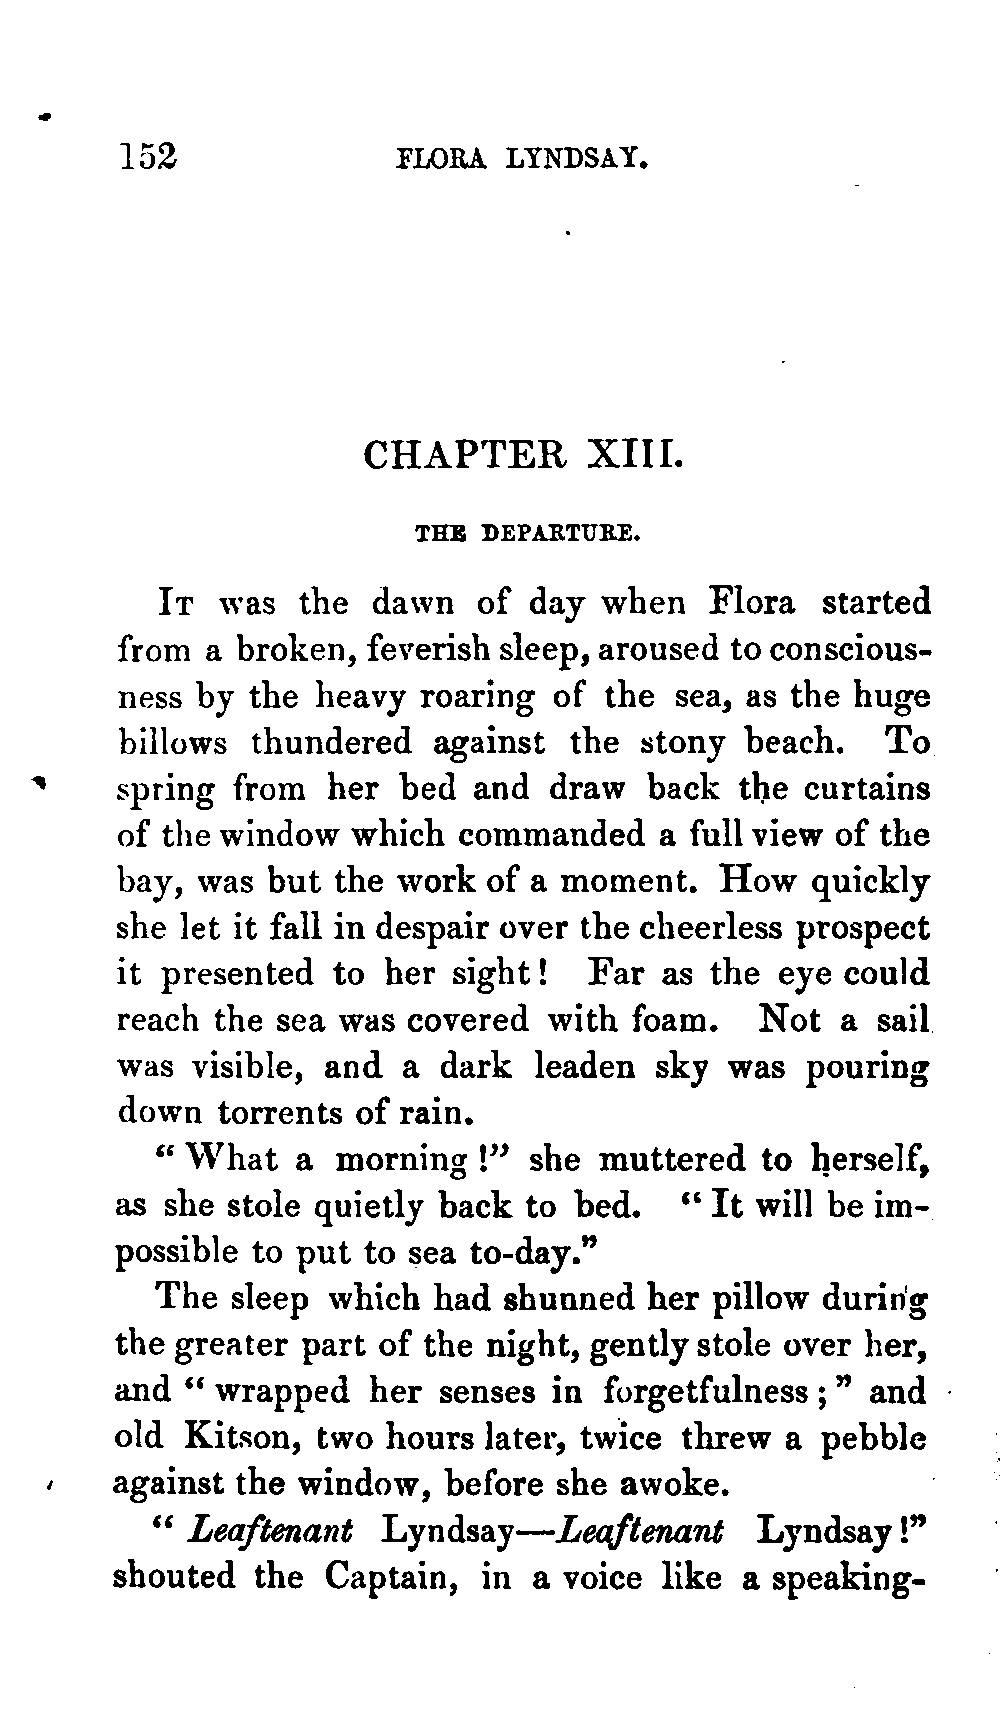 152 FLORA LYNDSAY.
CHAPTER XIII.
THE DEPARTURE.
It was the dawn of day when Flora started
from a broken, feverish sleep, aroused to conscious-
ness by the heavy roaring of the sea, as the huge
billows thundered against the stony beach. To
spring from her bed and draw back the curtains
of the window which commanded a full view of the
bay, was but the work of a moment. How quickly
she let it fall in despair over the cheerless prospect
it presented to her sight! Far as the eye could
reach the sea was covered with foam. Not a sail
was visible, and a dark leaden sky was pouring
down torrents of rain.
“What a morning!” she muttered to herself,
as she stole quietly back to bed. “It will be im-
possible to put to sea to-day.”
The sleep which had shunned her pillow during
the greater part of the night, gently stole over her,
and “wrapped her senses in forgetfulness;” and
old Kitson, two hours later, twice threw a pebble
against the window, before she awoke.
“Leaftenant Lyndsay—Leaftenant Lyndsay!”
shouted the Captain, in a voice like a speaking-